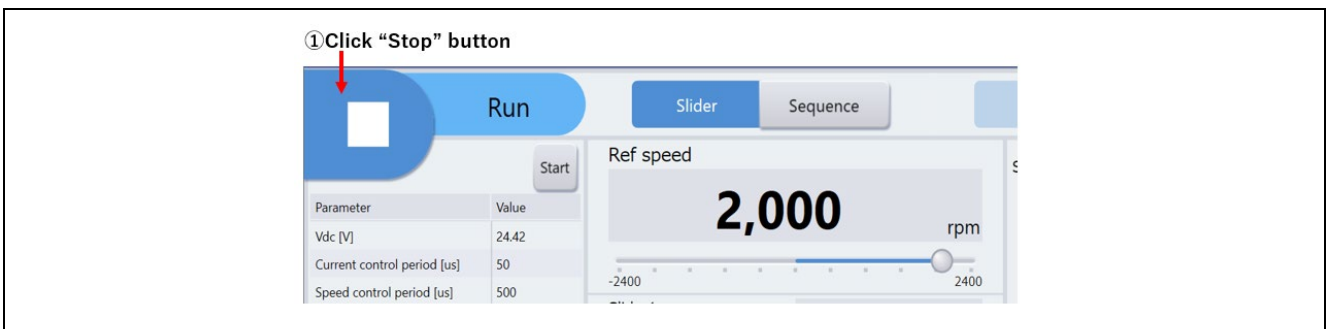 ①Click “Stop” button
Run
Slider
Sequence
Start
Parameter Value
Vdc [V] 24.42
Current control period [us] 50
Speed control period [us] 500
Ref speed
2,000
rpm
-2400 2400